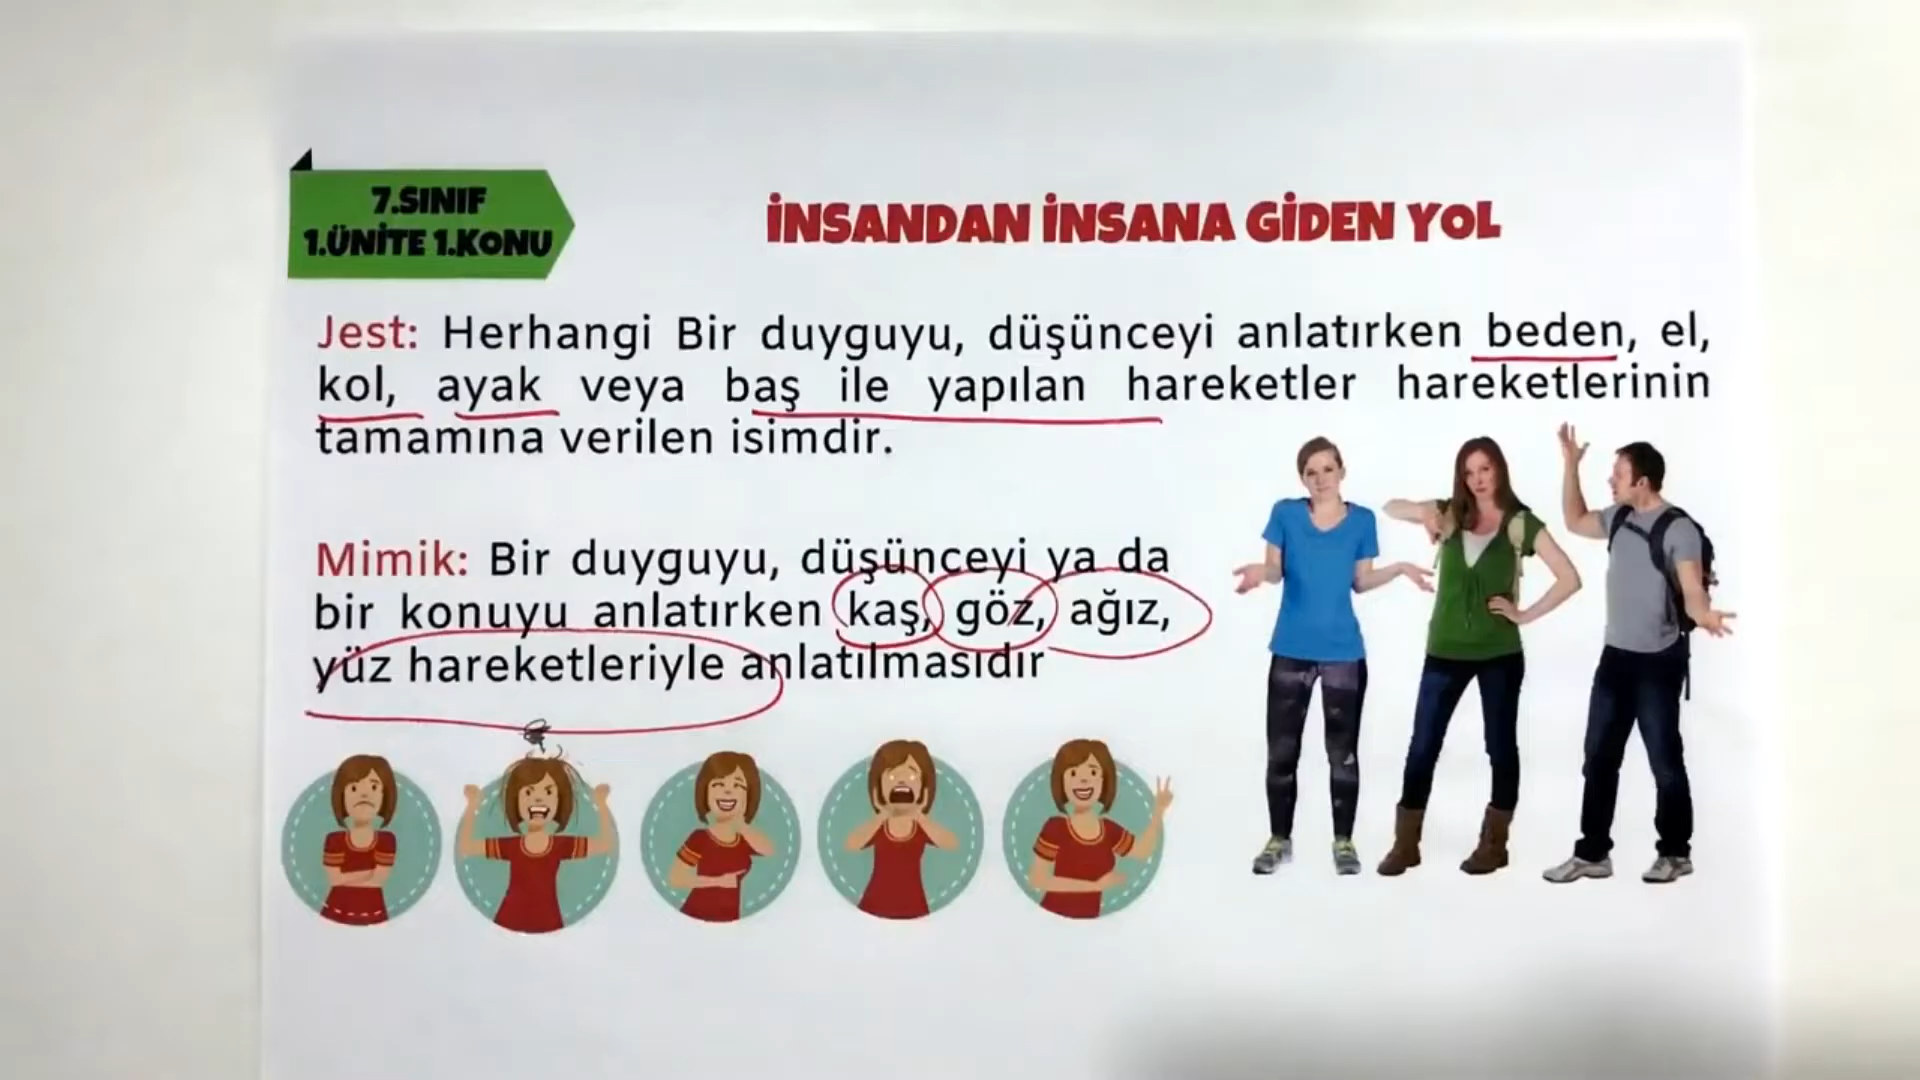 7.SINIF
1.ÜNİTE 1.KONU
İNSANDAN İNSANA GİDEN YOL
Jest: Herhangi Bir duyguyu, düşünceyi anlatırken beden, el,
kol, ayak veya baş ile yapılan hareketler hareketlerinin
tamamına verilen isimdir.
Mimik: Bir duyguyu, düşünceyi ya da
bir konuyu anlatırken kaş, göz, ağız,
yüz hareketleriyle anlatılmasıdır